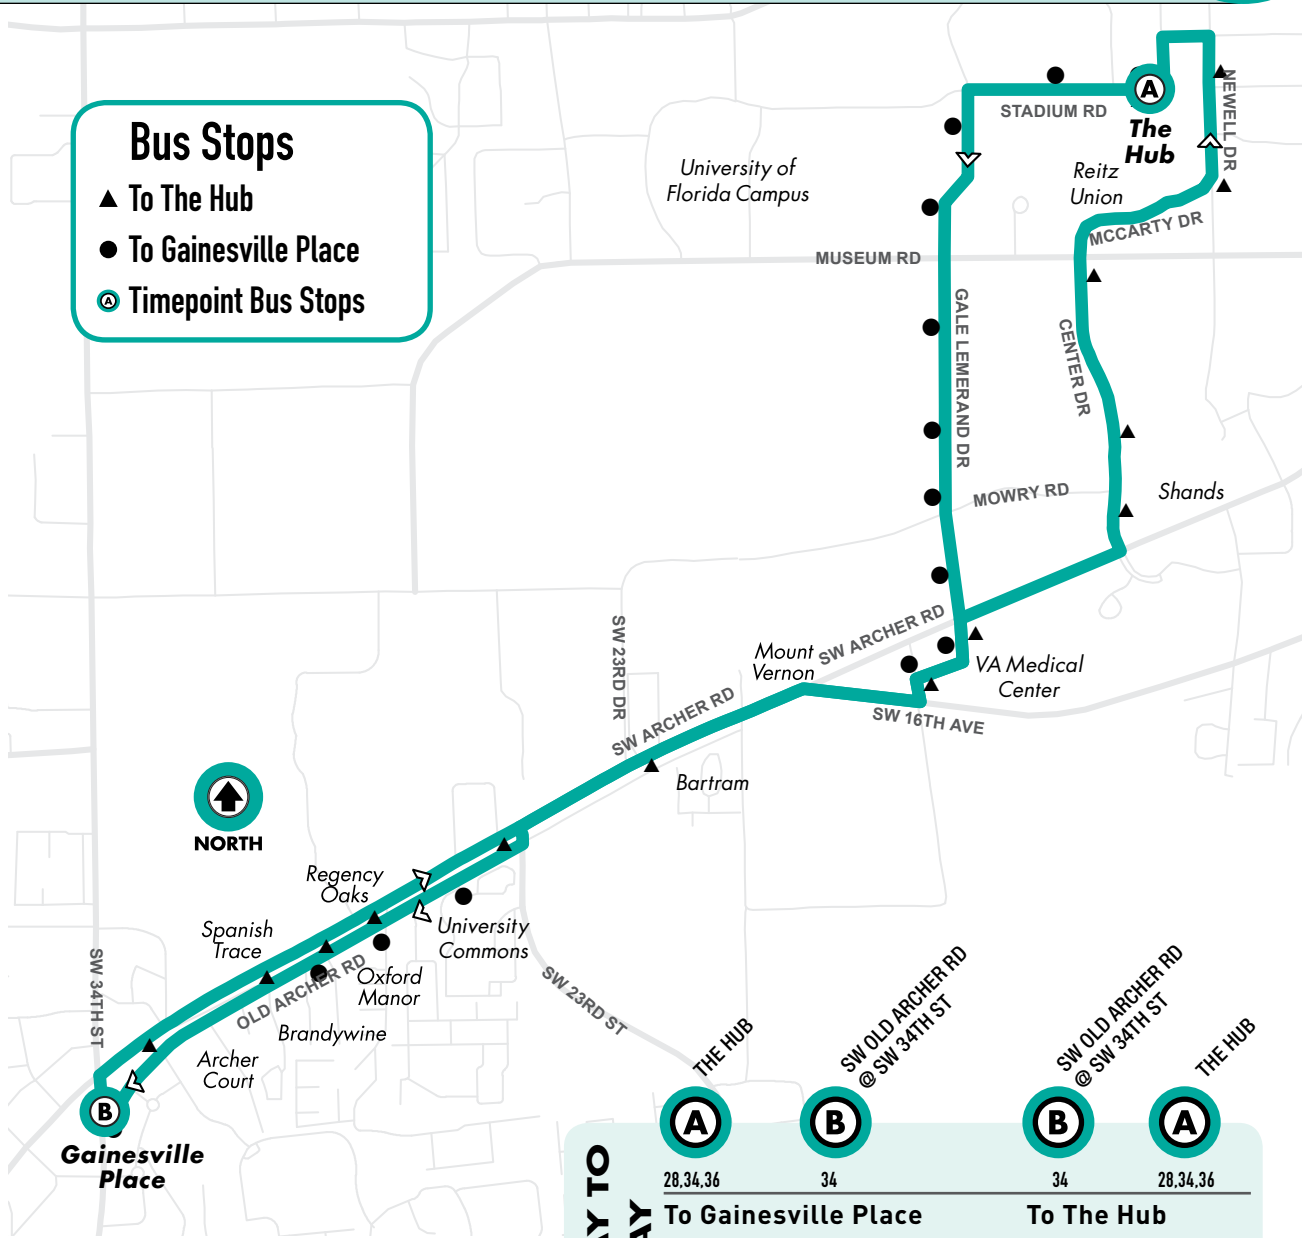 Bus Stops
To The Hub
To Gainesville Place
A Timepoint Bus Stops
STADIUM RD
A
The
Hub
NEWELL DR
University of
Florida Campus
Reitz
Union
MCCARTY DR
MUSEUM RD
GALE LEMERAND DR
CENTER DR
MOWRY RD
Shands
SW 23RD DR
SW ARCHER RD
Mount
Vernon
VA Medical
Center
SW ARCHER RD
SW 16TH AVE
Bartram
NORTH
Regency
Oaks
Spanish
Trace
University
Commons
Oxford
Manor
OLD ARCHER RD
Brandywine
SW 34TH ST
SW 23RD ST
Archer
Court
B
Gainesville
Place
THE HUB
SW OLD ARCHER RD
@ SW 34TH ST
SW OLD ARCHER RD
@ SW 34TH ST
THE HUB
A
B
B
A
28,34,36
34
34
28,34,36
To Gainesville Place
To The Hub
AY TO
AY